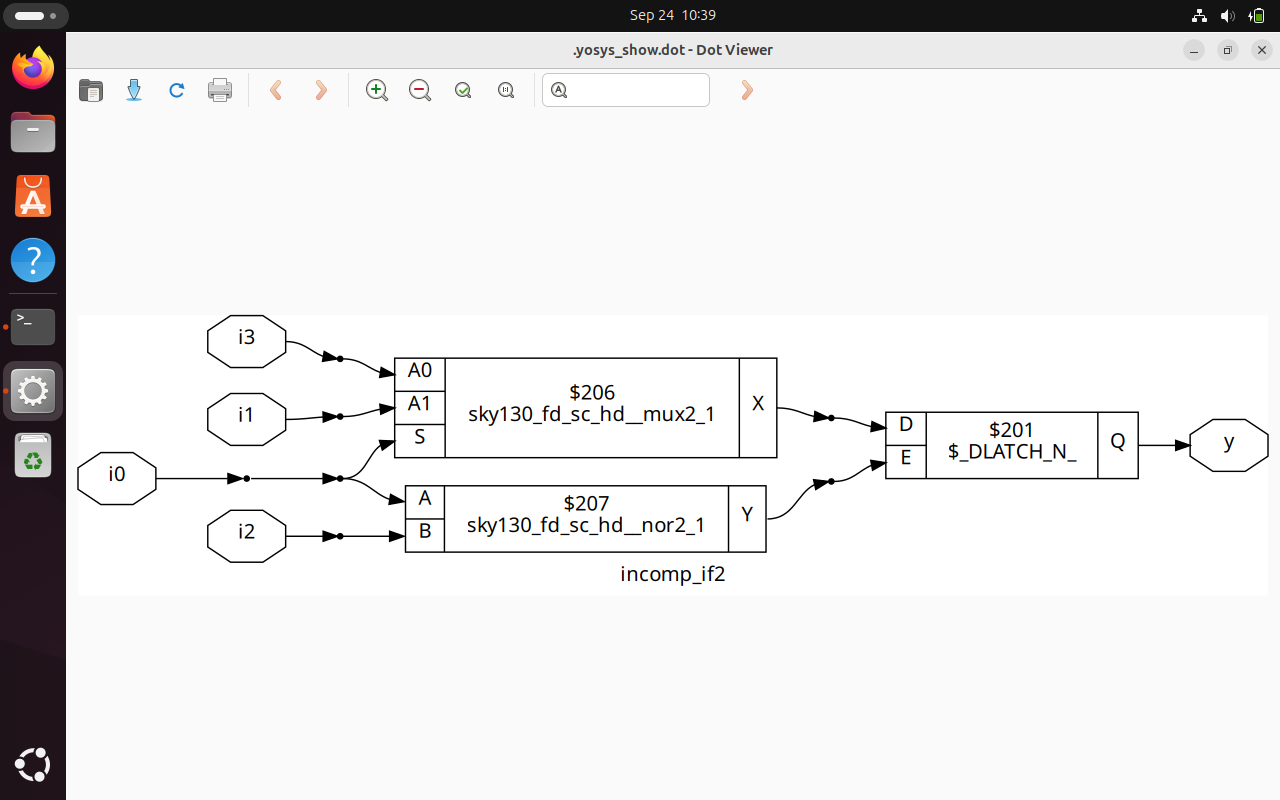 Sep 24 10:39
.yosys_show.dot - Dot Viewer
i3
i1
i0
i2
A0
A1
S
$206
sky130_fd_sc_hd__mux2_1
X
A
B
$207
sky130_fd_sc_hd__nor2_1
Y
D
E
$201
$_DLATCH_N_
Q
y
incomp_if2